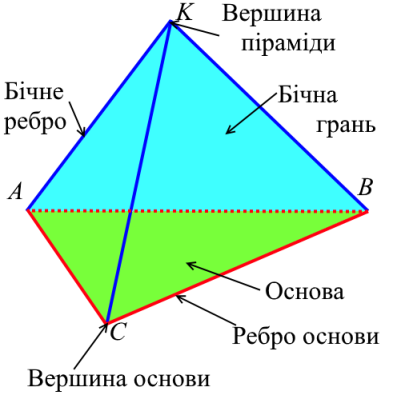 K
Вершина
піраміди
Бічне
ребро
Бічна
грань
A
B
Основа
C
Ребро основи
Вершина основи